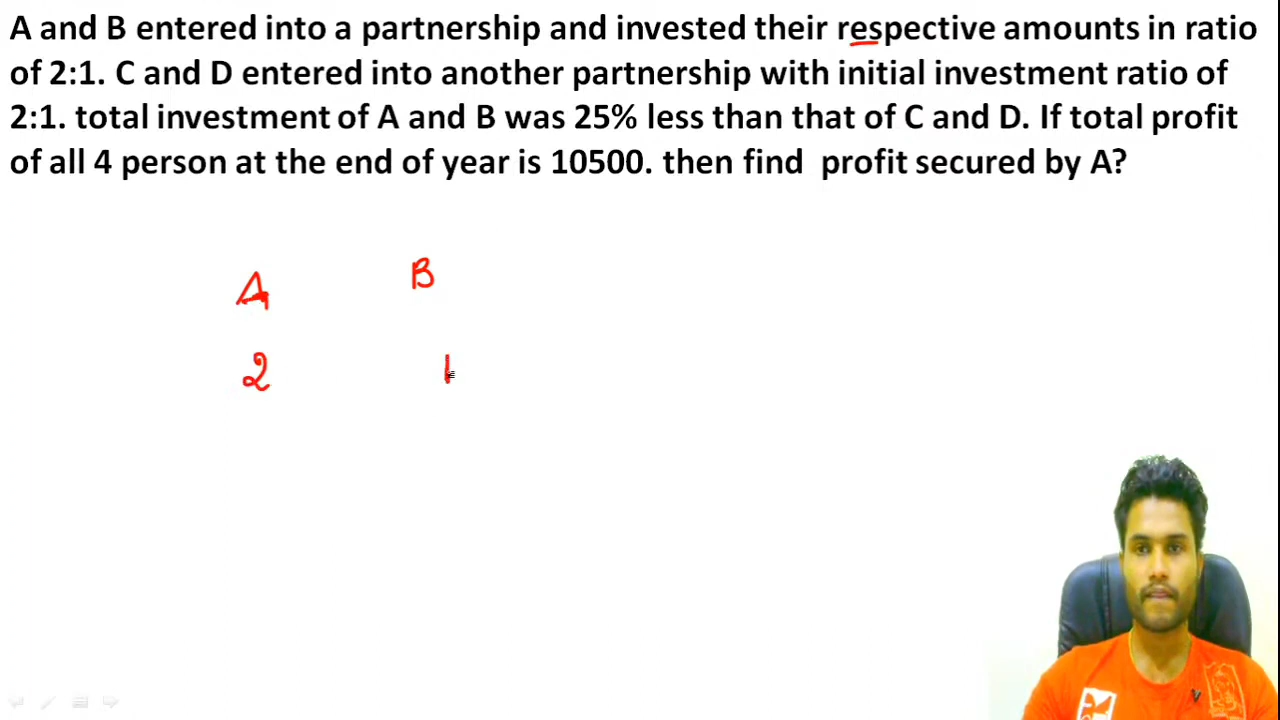 A and B entered into a partnership and invested their respective amounts in ratio
of 2:1. C and D entered into another partnership with initial investment ratio of
2:1. total investment of A and B was 25% less than that of C and D. If total profit
of all 4 person at the end of year is 10500. then find profit secured by A?
A B
2 1